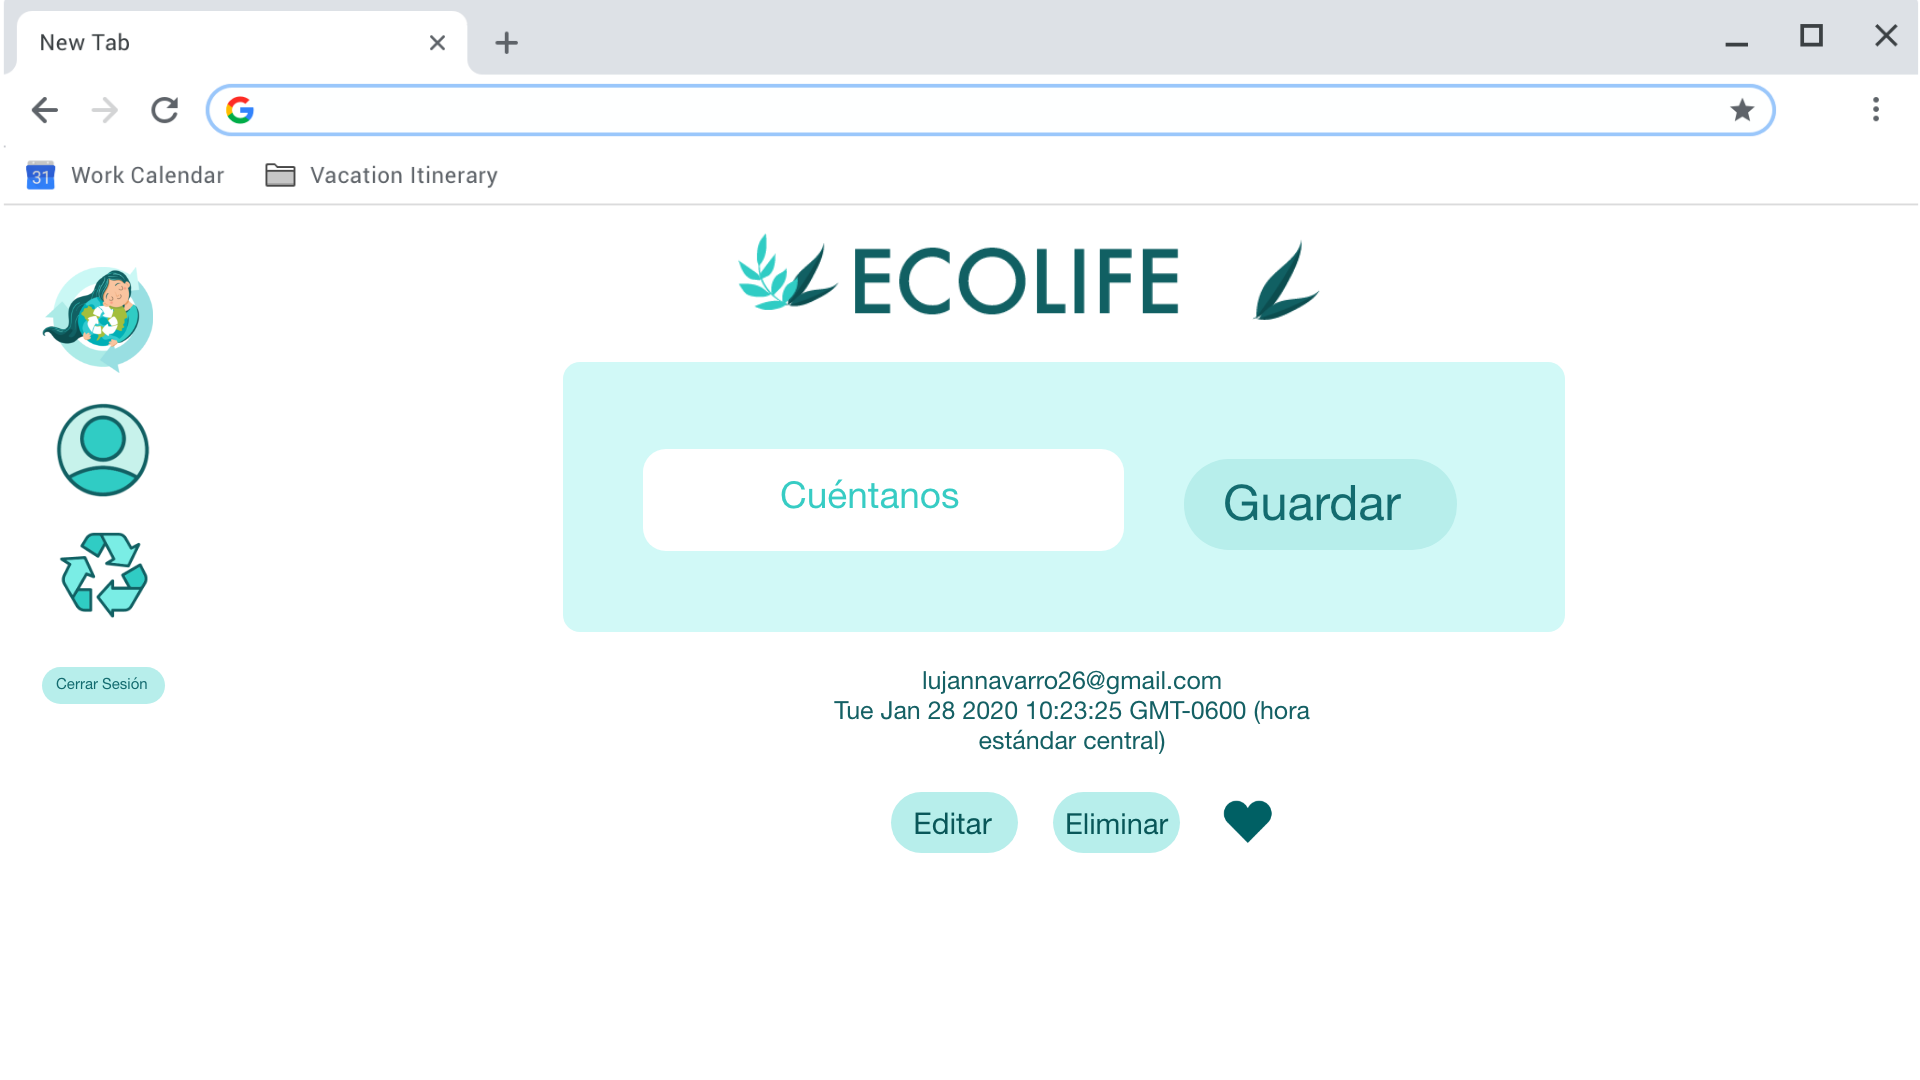 New Tab
31 Work Calendar Vacation Itinerary
ECOLIFE
Cuéntanos Guardar
Cerrar Sesión
lujannavarro26@gmail.com
Tue Jan 28 2020 10:23:25 GMT-0600 (hora
estándar central)
Editar Eliminar